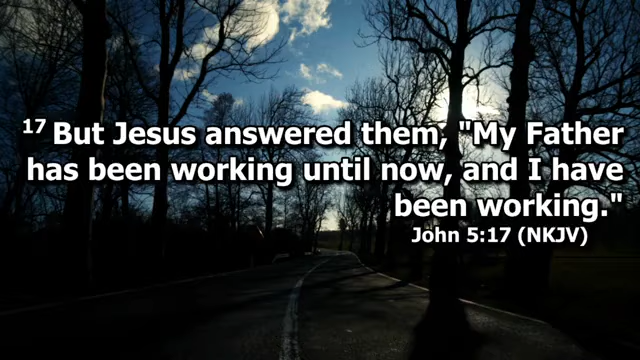 17 But Jesus answered them, "My Father
has been working until now, and I have
been working."
John 5:17 (NKJV)